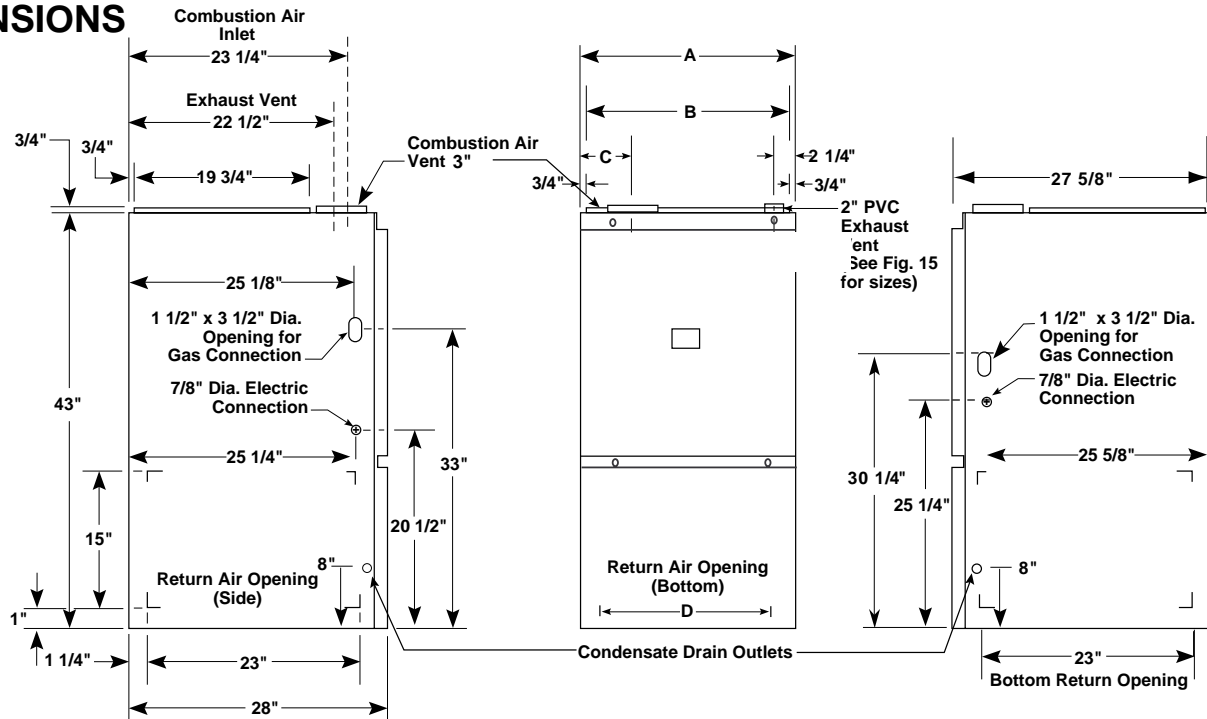 NSIONS
Combustion Air
Inlet
23 1/4"
Exhaust Vent
22 1/2"
3/4"
3/4"
19 3/4"
Combustion Air
Vent 3"
25 1/8"
1 1/2" x 3 1/2" Dia.
Opening for
Gas Connection
7/8" Dia. Electric
Connection
43"
25 1/4"
33"
15"
20 1/2"
8"
Return Air Opening
(Side)
1"
1 1/4"
23"
28"
A
B
C
2 1/4"
3/4"
3/4"
2" PVC
Exhaust
ent
See Fig. 15
for sizes)
Return Air Opening
(Bottom)
D
Condensate Drain Outlets
27 5/8"
1 1/2" x 3 1/2" Dia.
Opening for
Gas Connection
7/8" Dia. Electric
Connection
30 1/4"
25 5/8"
25 1/4"
8"
23"
Bottom Return Opening